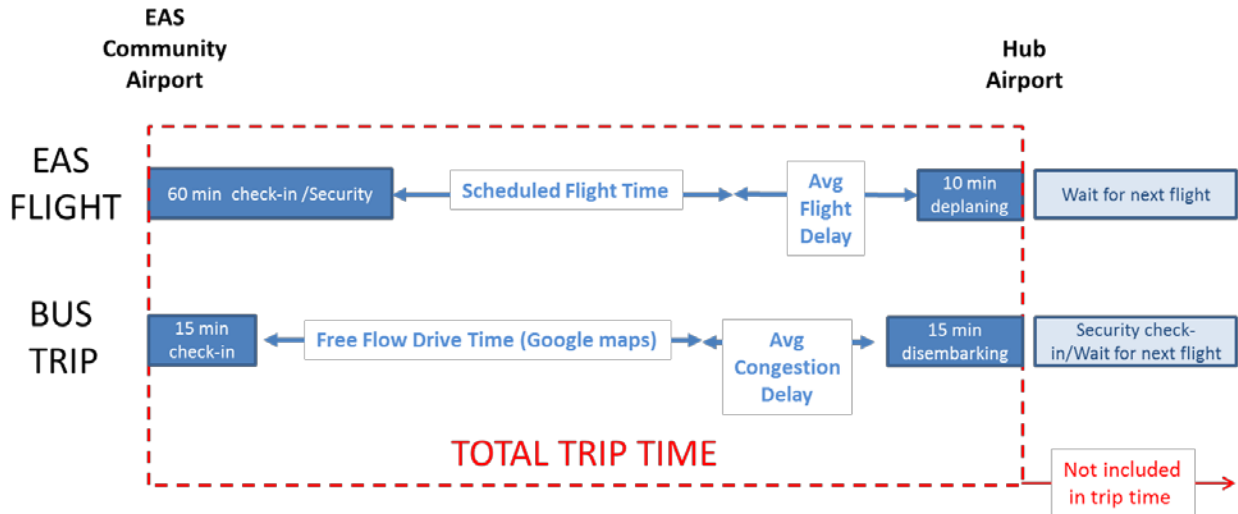 EAS
Community
Airport
Hub
Airport
EAS
FLIGHT
60 min check-in /Security
Scheduled Flight Time
Avg
Flight
Delay
10 min
deplaning
Wait for next flight
BUS
TRIP
15 min
check-in
Free Flow Drive Time (Google maps)
Avg
Congestion
Delay
15 min
disembarking
Security check-
in/Wait for next flight
TOTAL TRIP TIME
Not included
in trip time